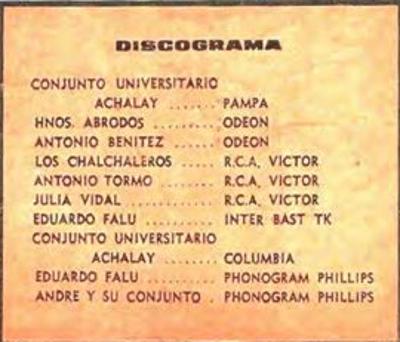 DISCOGRAMA
CONJUNTO UNIVERSITARIO
ACHALAY ....... PAMPA
HNOS. ABRODOS .......... ODEON
ANTONIO BENITEZ ...... ODEON
LOS CHALCHALEROS ..... R.C.A. VICTOR
ANTONIO TORMO ........ R.C.A. VICTOR
JULIA VIDAL ............ R.C.A. VICTOR
EDUARDO FALU .......... INTER BAST TK
CONJUNTO UNIVERSITARIO
ACHALAY ........ COLUMBIA
EDUARDO FALU .......... PHONOGRAM PHILLIPS
ANDRE Y SU CONJUNTO . PHONOGRAM PHILLIPS